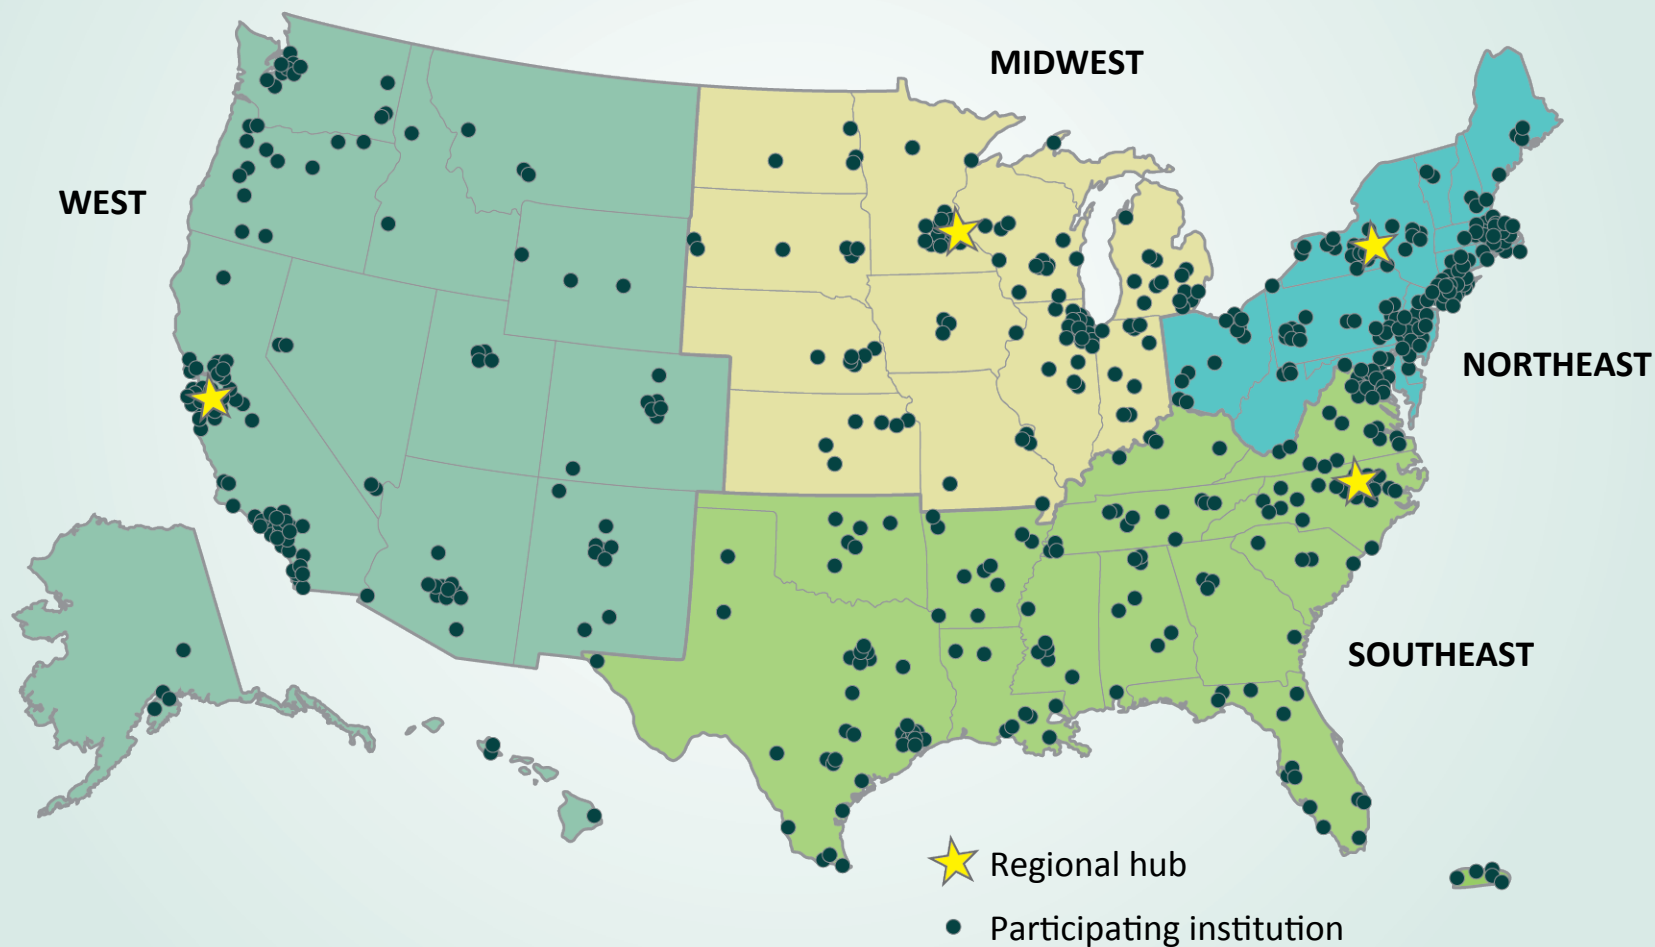 MIDWEST
WEST
NORTHEAST
SOUTHEAST
Regional hub
Participating institution